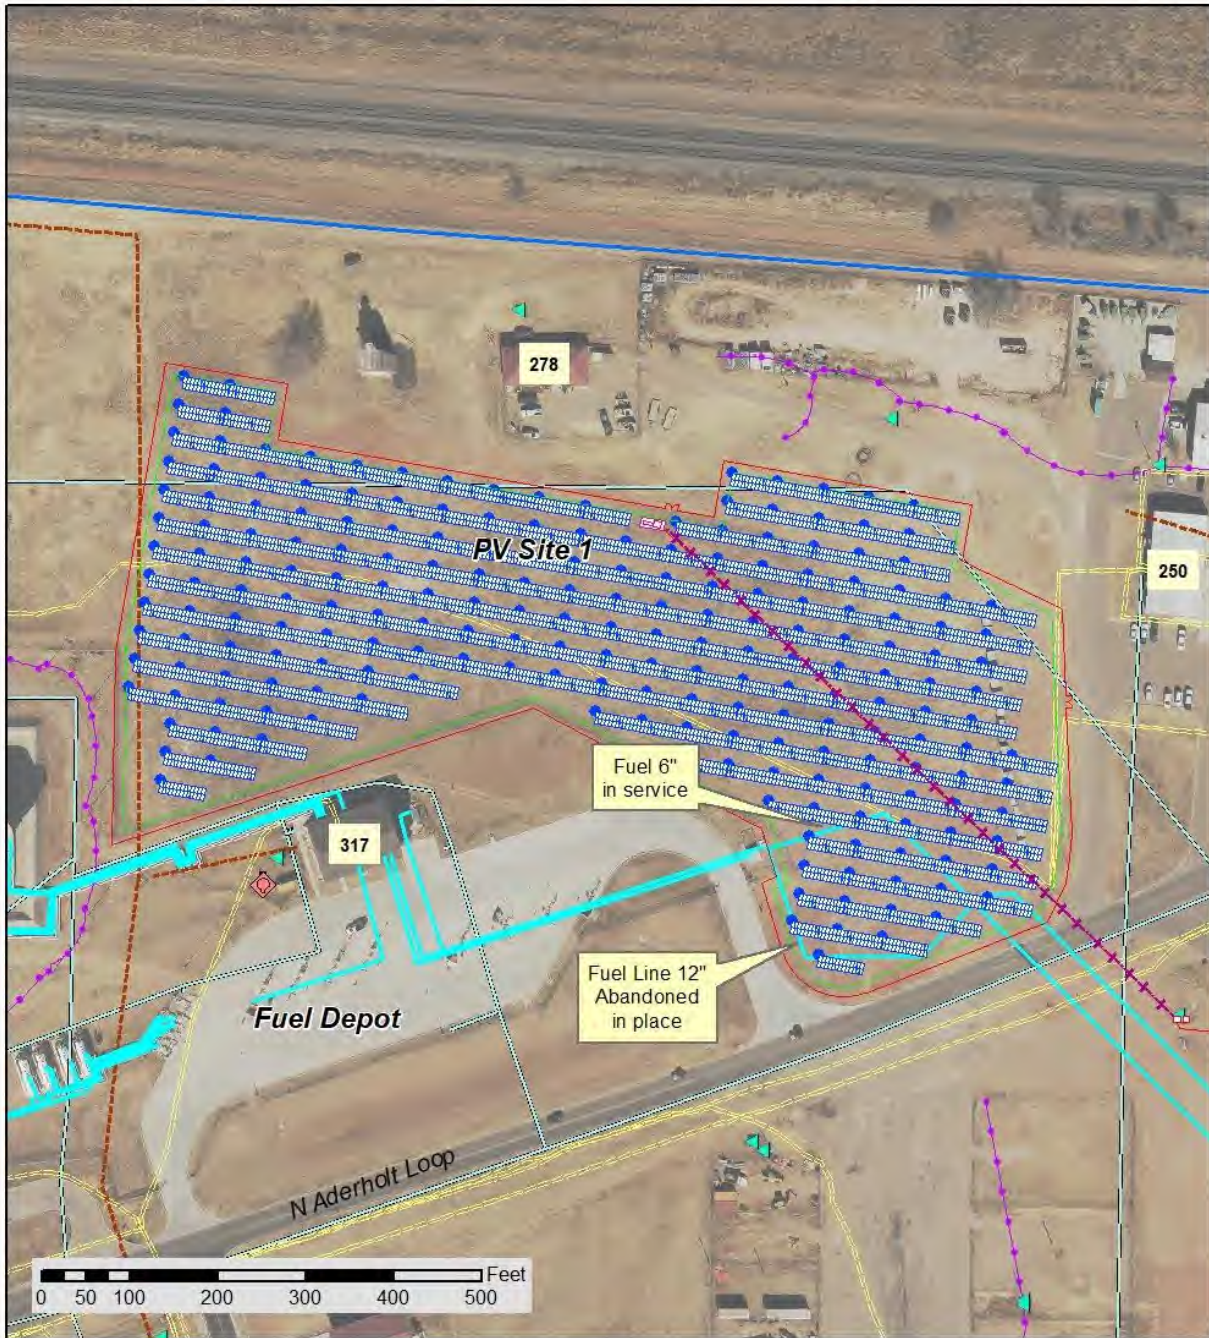 278
PV Site 1
250
Fuel 6"
in service
317
Fuel Line 12"
Abandoned
in place
Fuel Depot
N Aderholt Loop
Feet
0 50 100 200 300 400 500